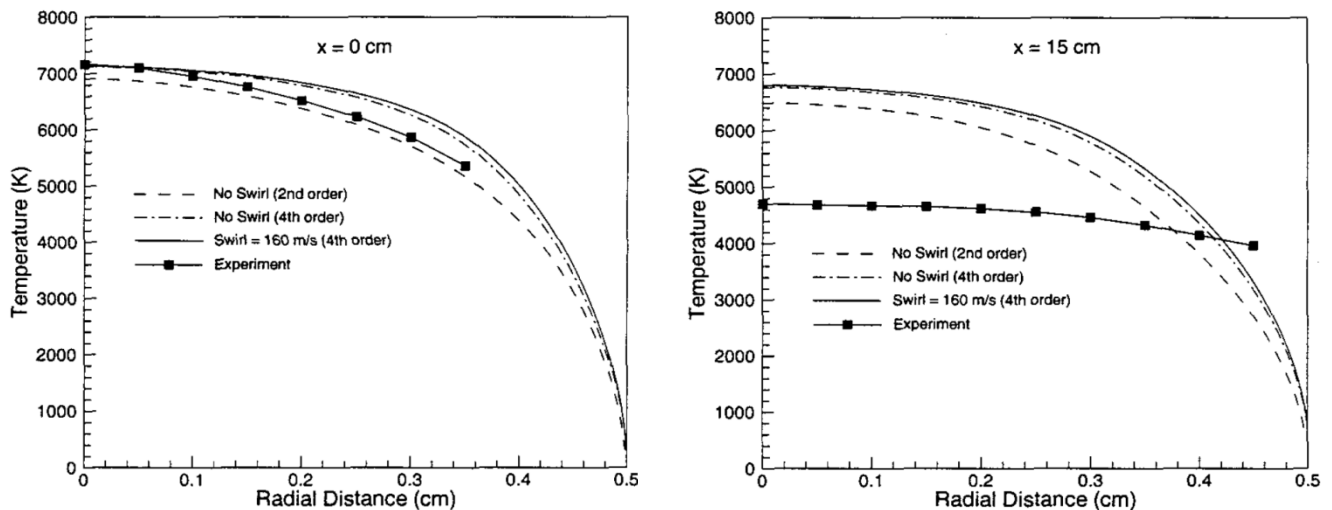 8000
7000
6000
5000
4000
3000
2000
1000
0
Temperature (K)
x = 0 cm
No Swirl (2nd order)
No Swirl (4th order)
Swirl = 160 m/s (4th order)
Experiment
0 0.1 0.2 0.3 0.4 0.5
Radial Distance (cm)
8000
7000
6000
5000
4000
3000
2000
1000
0
Temperature (K)
x = 15 cm
No Swirl (2nd order)
No Swirl (4th order)
Swirl = 160 m/s (4th order)
Experiment
0 0.1 0.2 0.3 0.4 0.5
Radial Distance (cm)